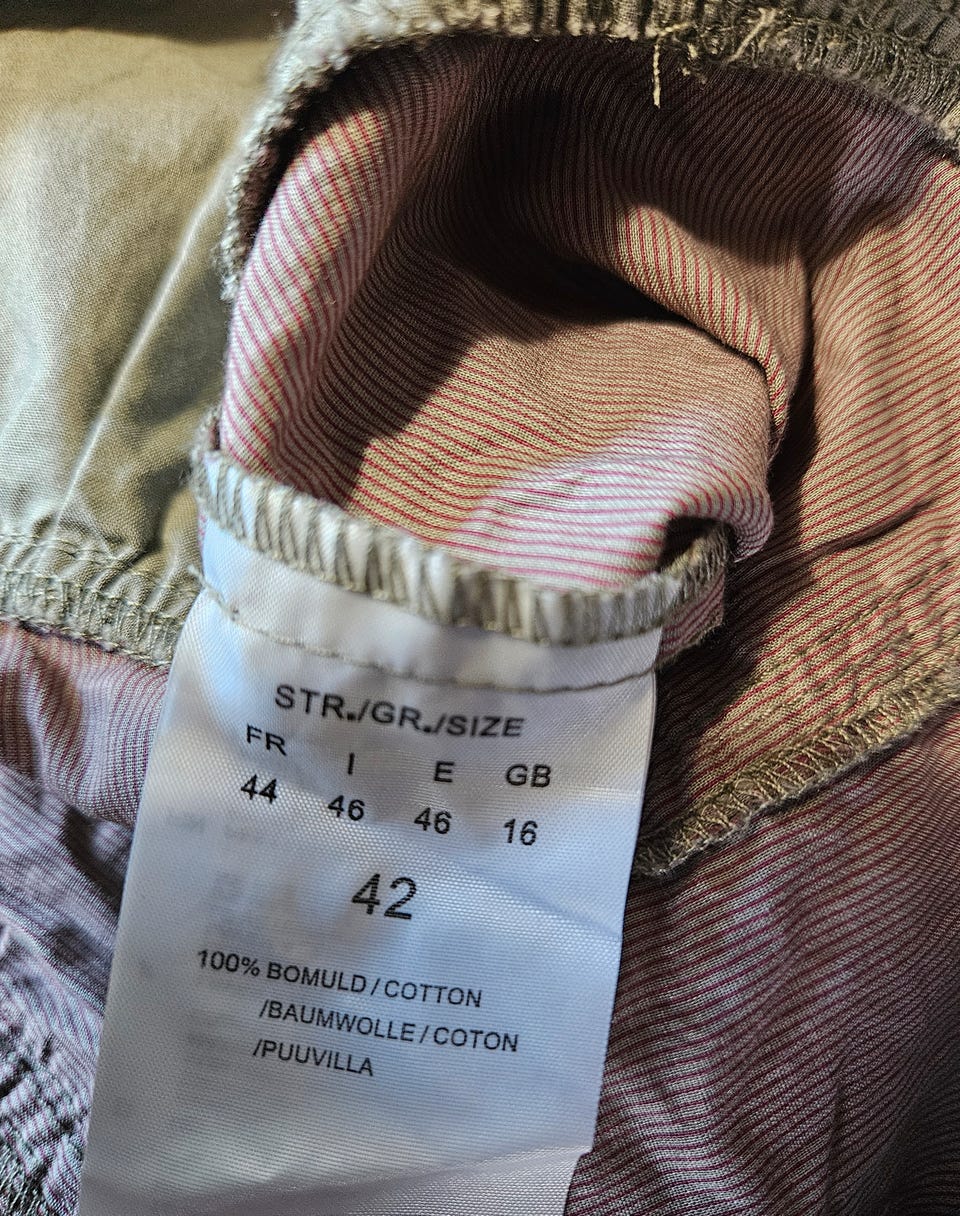 STR./GR./SIZE
FR I E GB
44 46 46 16
42
100% BOMULD/COTTON
/BAUMWOLLE/COTON
/PUUVILLA